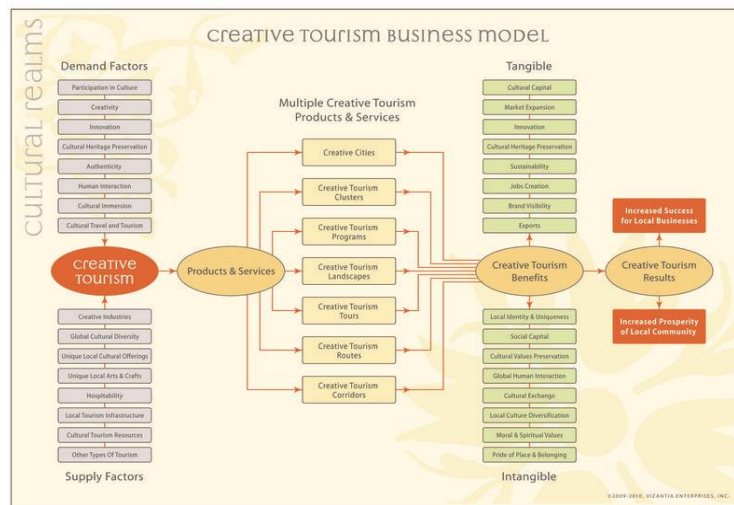 CREATIVE TOURISM BUSINESS MODEL
CULTURAL REALMS
Demand Factors
Participation in Culture
Creativity
Innovation
Cultural Heritage Preservation
Authenticity
Human Interaction
Cultural Immersion
Cultural Travel and Tourism
CREATIVE
TOURISM
Creative Industries
Global Cultural Diversity
Unique Local Cultural Offerings
Unique Local Arts & Crafts
Hospitability
Local Tourism Infrastructure
Cultural Tourism Resources
Other Types Of Tourism
Supply Factors
Products & Services
Multiple Creative Tourism
Products & Services
Creative Cities
Creative Tourism
Clusters
Creative Tourism
Programs
Creative Tourism
Landscapes
Creative Tourism
Tours
Creative Tourism
Routes
Creative Tourism
Corridors
Tangible
Cultural Capital
Market Expansion
Innovation
Cultural Heritage Preservation
Sustainability
Jobs Creation
Brand Visibility
Exports
Creative Tourism
Benefits
Local Identity & Uniqueness
Social Capital
Cultural Values Preservation
Global Human Interaction
Cultural Exchange
Local Culture Diversification
Moral & Spiritual Values
Pride of Place & Belonging
Intangible
Increased Success
for Local Businesses
Creative Tourism
Results
Increased Prosperity
of Local Community
©2009-2010, VIZANTIA ENTERPRISES, INC.